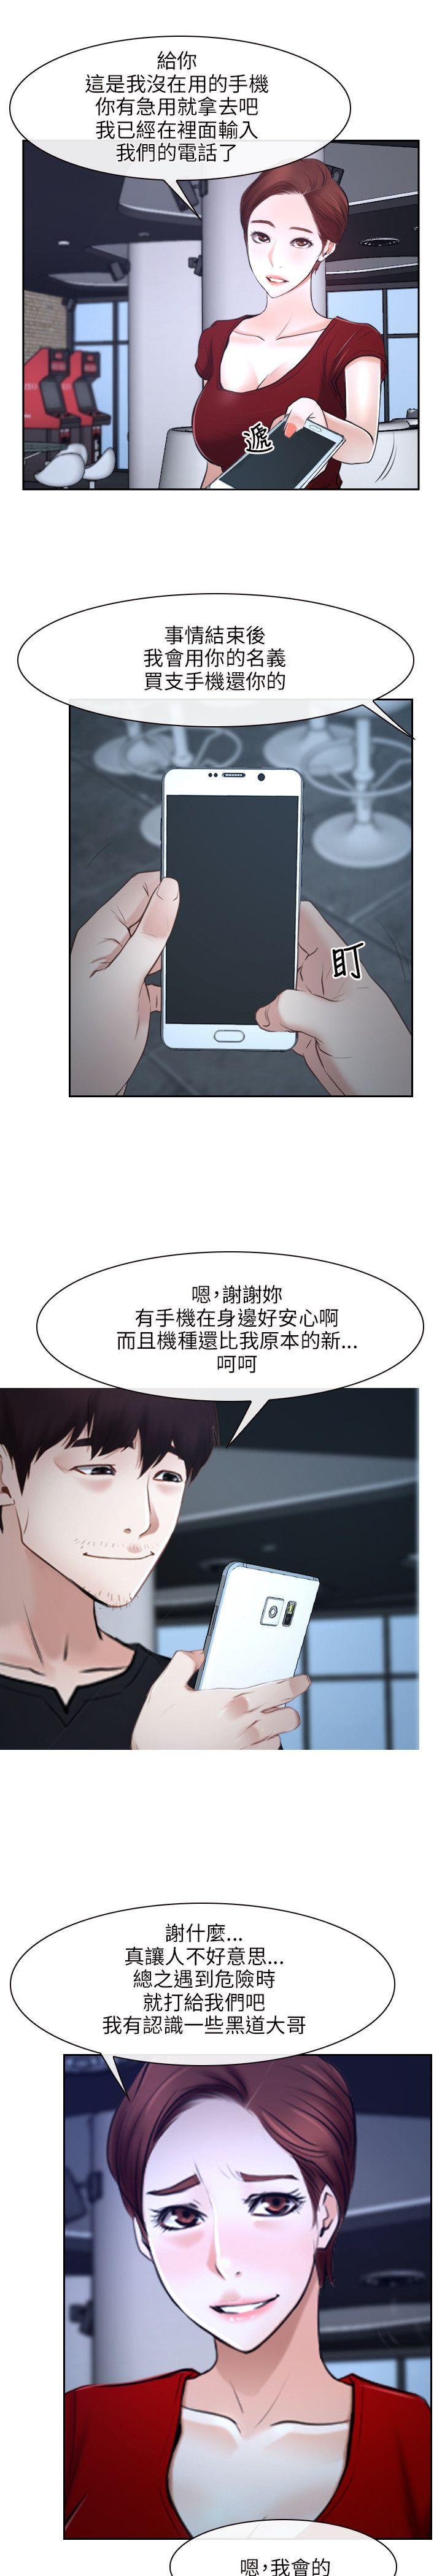 給你
這是我沒在用的手機
你有急用就拿去吧
我已經在裡面輸入
我們的電話了
遞
事情結束後
我會用你的名義
買支手機還你的
盯
嗯，謝謝妳
有手機在身邊好安心啊
而且機種還比我原本的新...
呵呵
謝什麼...
真讓人不好意思...
總之遇到危險時
就打給我們吧
我有認識一些黑道大哥
嗯，我會的